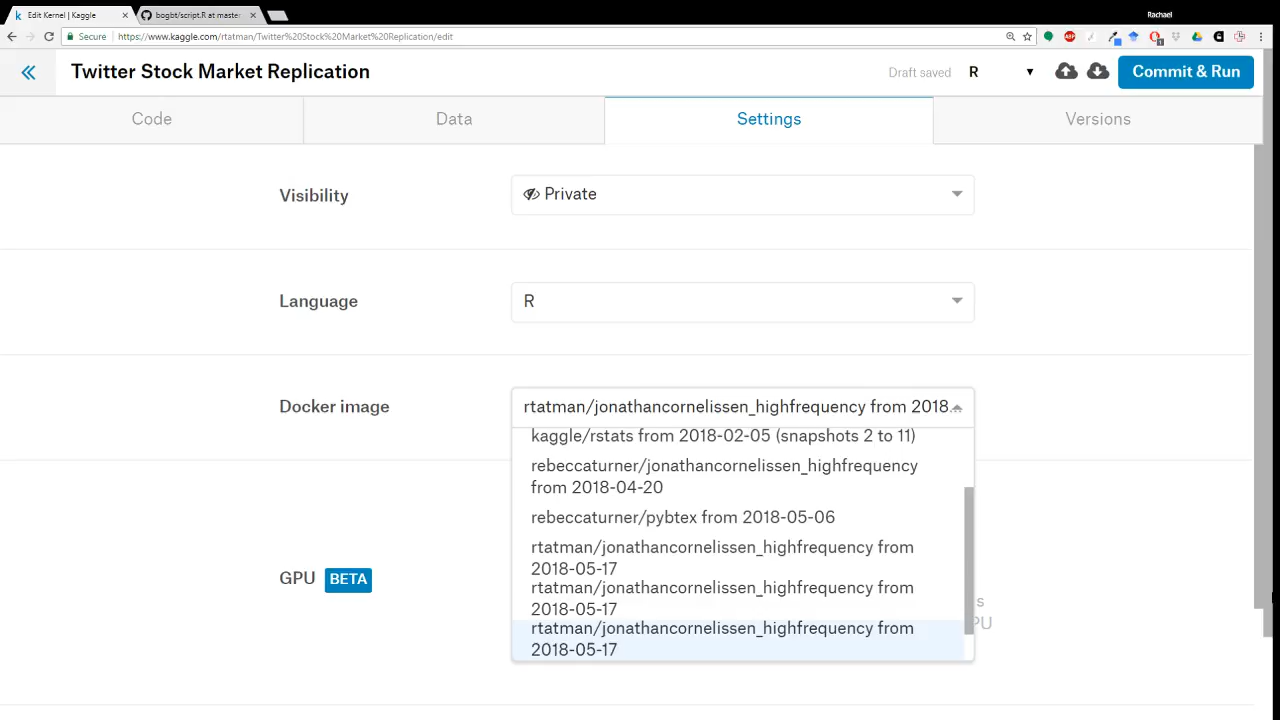 Rachael
Edit Kernel | Kaggle
bogbt/script.R at master
Secure
https://www.kaggle.com/rtatman/Twitter%20Stock%20Market%20Replication/edit
Twitter Stock Market Replication
Draft saved
R
Commit & Run
Code
Data
Settings
Versions
Visibility
Private
Language
R
Docker image
rtatman/jonathancornelissen_highfrequency from 2018
kaggle/rstats from 2018-02-05 (snapshots 2 to 11)
rebeccaturner/jonathancornelissen_highfrequency
from 2018-04-20
rebeccaturner/pybtex from 2018-05-06
rtatman/jonathancornelissen_highfrequency from
2018-05-17
rtatman/jonathancornelissen_highfrequency from
2018-05-17
rtatman/jonathancornelissen_highfrequency from
2018-05-17
GPU BETA